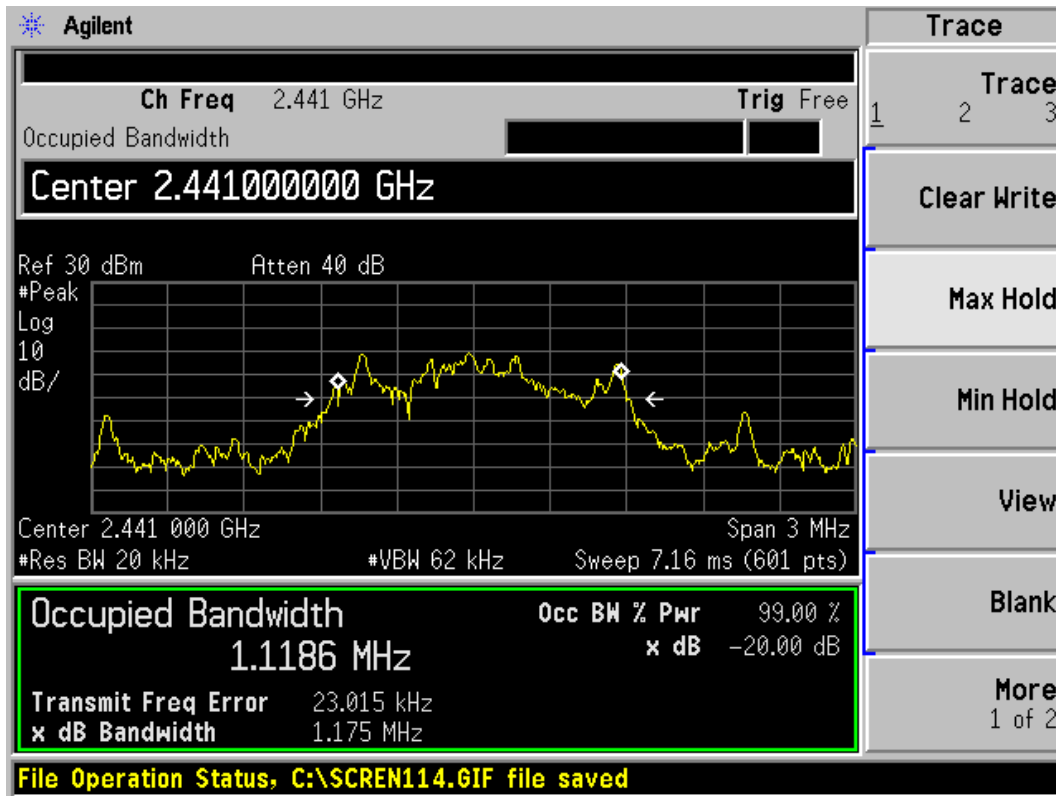 Agilent
Trace
Ch Freq 2.441 GHz Trig Free
Occupied Bandwidth
Center 2.441000000 GHz
Ref 30 dBm Atten 40 dB
#Peak
Log
10
dB/
Center 2.441 000 GHz Span 3 MHz
#Res BW 20 kHz #VBW 62 kHz Sweep 7.16 ms (601 pts)
Occupied Bandwidth
1.1186 MHz
Occ BW % Pwr 99.00 %
x dB -20.00 dB
Transmit Freq Error 23.015 kHz
x dB Bandwidth 1.175 MHz
File Operation Status, C:\SCREN114.GIF file saved
Trace
1 2 3
Clear Write
Max Hold
Min Hold
View
Blank
More
1 of 2